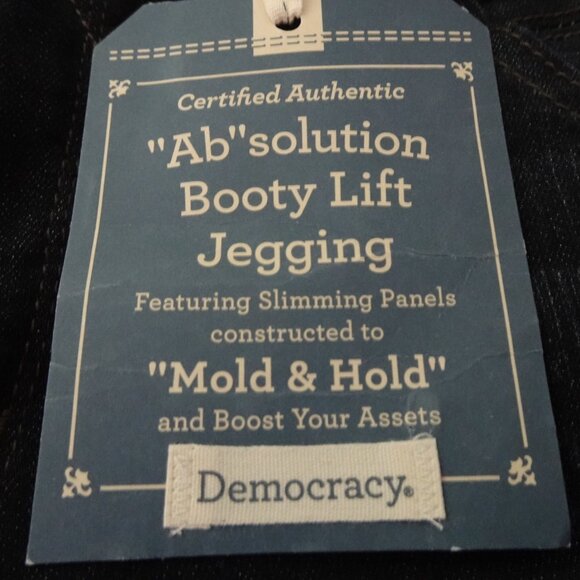 Certified Authentic
"Ab"solution
Booty Lift
Jegging
Featuring Slimming Panels
constructed to
"Mold & Hold"
and Boost Your Assets
Democracy®